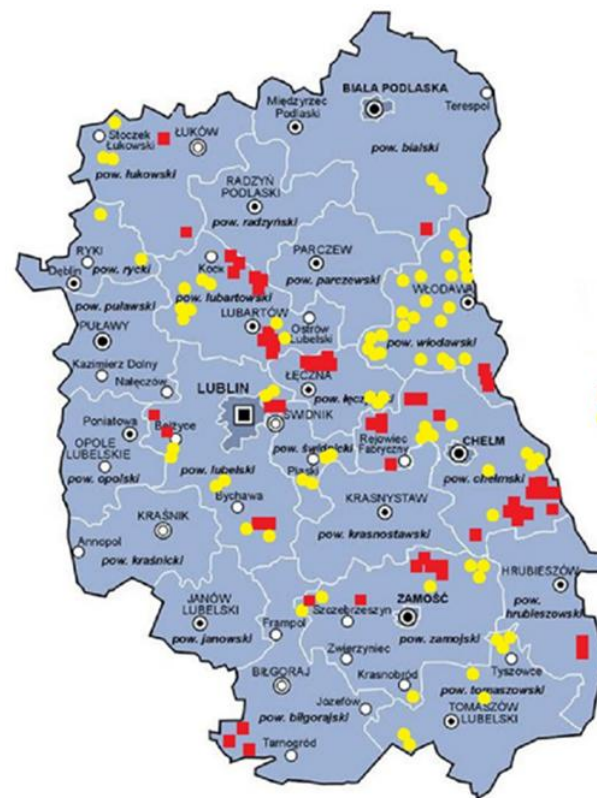 BIAŁA PODLASKA
Międzyrzec
Podlaski
Terespol
Stoczek
Łukowski
ŁUKÓW
pow. bialski
pow. łukowski
RADZYŃ
PODLASKI
pow. radzyński
RYKI
Kock
PARCZEW
Dęblin
pow. rycki
pow. parczewski
WŁODAWA
pow. puławski
pow. lubartowski
LUBARTÓW
Ostrów
Lubelski
PUŁAWY
pow. włodawski
Kazimierz Dolny
Nałęczów
ŁĘCZNA
LUBLIN
pow. łęcz
ŚWIDNIK
Poniatowa
Bełżyce
Rejowiec
Fabryczny
CHEŁM
OPOLE
LUBELSKIE
pow. świdnicki
pow. lubelski
Piaski
pow. opolski
pow. chełmski
Bychawa
KRASNYSTAW
KRAŚNIK
pow. krasnostawski
Annopol
pow. kraśnicki
HRUBIESZÓW
JANÓW
LUBELSKI
ZAMOŚĆ
pow.
hrubieszowski
Szczebrzeszyn
Frampol
pow. janowski
pow. zamojski
Zwierzyniec
Tyszowce
BIŁGORAJ
Krasnobród
pow. tomaszowski
Józefów
pow. biłgorajski
TOMASZÓW
LUBELSKI
Tarnogród